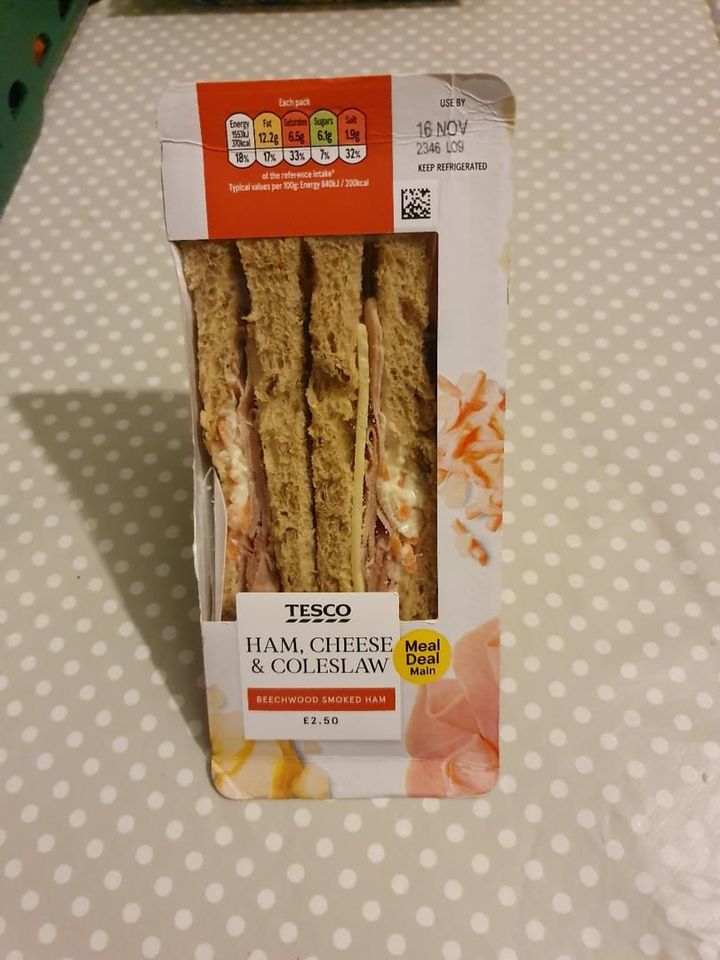 Each pack
Energy Fat Saturates Sugars Salt
1553kJ
370kcal 12.2g 6.5g 6.1g 1.9g
18% 17% 33% 7% 32%
of the reference intake*
Typical values per 100g: Energy 840kJ / 200kcal
USE BY
16 NOV
2346 L09
KEEP REFRIGERATED
TESCO
HAM, CHEESE
& COLESLAW
BEECHWOOD SMOKED HAM
£2.50
Meal
Deal
Main